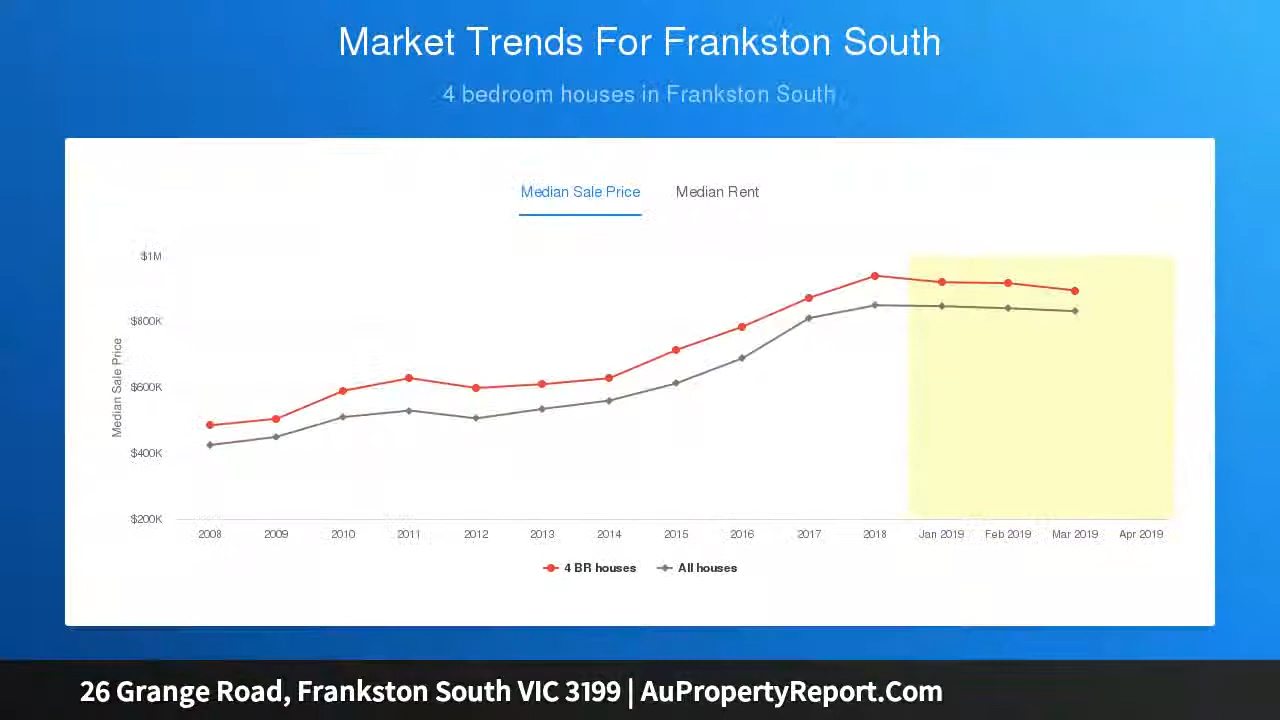 Market Trends For Frankston South
4 bedroom houses in Frankston South
Median Sale Price Median Rent
$1M
$800K
$600K
$400K
$200K
Median Sale Price
2008 2009 2010 2011 2012 2013 2014 2015 2016 2017 2018 Jan 2019 Feb 2019 Mar 2019 Apr 2019
4 BR houses All houses
26 Grange Road, Frankston South VIC 3199 | AuPropertyReport.Com